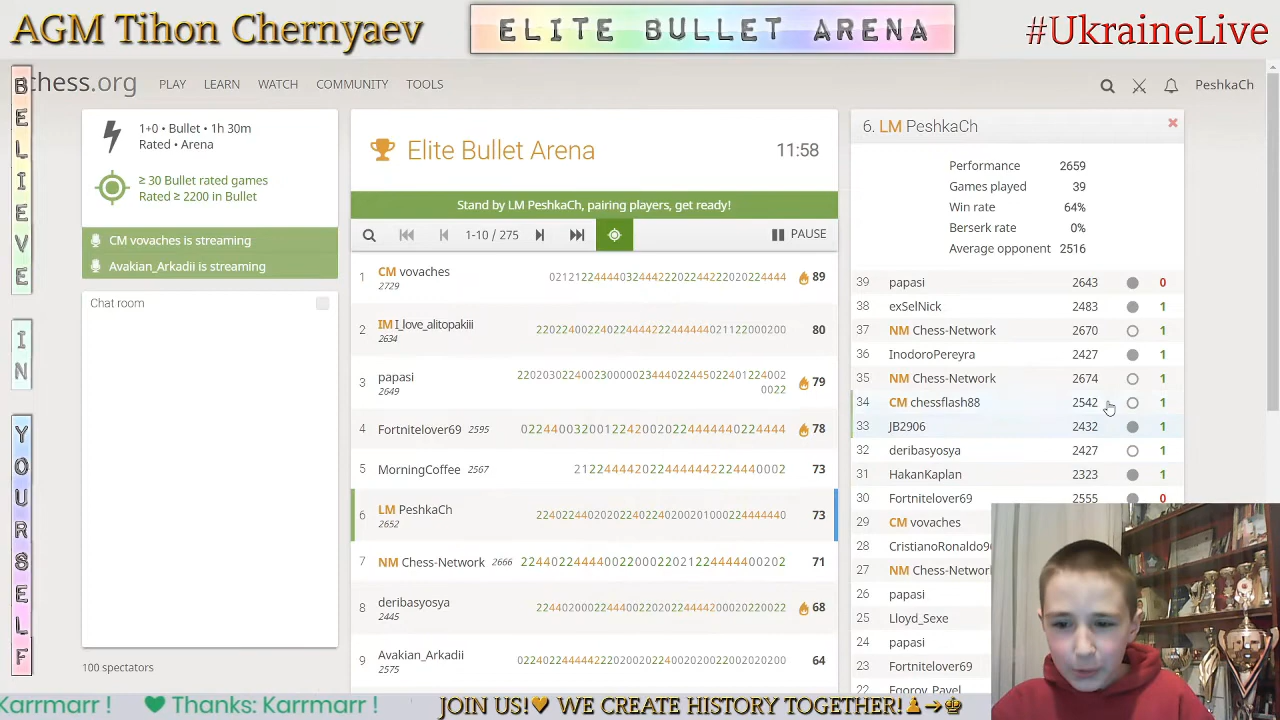 AGM Tihon Chernyaev
ELITE BULLET ARENA
#UkraineLive
BELIEVE
IN
YOURSELF
chess.org
PLAY
LEARN
WATCH
COMMUNITY
TOOLS
PeshkaCh
1+0 • Bullet • 1h 30m
Rated • Arena
≥ 30 Bullet rated games
Rated ≥ 2200 in Bullet
CM vovaches is streaming
Avakian_Arkadii is streaming
Chat room
100 spectators
Elite Bullet Arena
11:58
Stand by LM PeshkaCh, pairing players, get ready!
1-10 / 275
PAUSE
1 CM vovaches 89
2729
2 IM I_love_alitopakiii 80
2634
3 papasi 79
2649
4 Fortnitelover69 2595 78
5 MorningCoffee 2567 73
6 LM PeshkaCh 73
2652
7 NM Chess-Network 2666 71
8 deribasyosya 68
2445
9 Avakian_Arkadii 64
2575
6. LM PeshkaCh
Performance 2659
Games played 39
Win rate 64%
Berserk rate 0%
Average opponent 2516
39 papasi 2643 0
38 exSelNick 2483 1
37 NM Chess-Network 2670 1
36 InodoroPereyra 2427 1
35 NM Chess-Network 2674 1
34 CM chessflash88 2542 1
33 JB2906 2432 1
32 deribasyosya 2427 1
31 HakanKaplan 2323 1
30 Fortnitelover69 2555 0
29 CM vovaches
28 CristianoRonaldo9
27 NM Chess-Networ
26 papasi
25 Lloyd_Sexe
24 papasi
23 Fortnitelover69
22 Egorov_Pavel
Karrmarr ! Thanks: Karrmarr !
JOIN US! WE CREATE HISTORY TOGETHER!